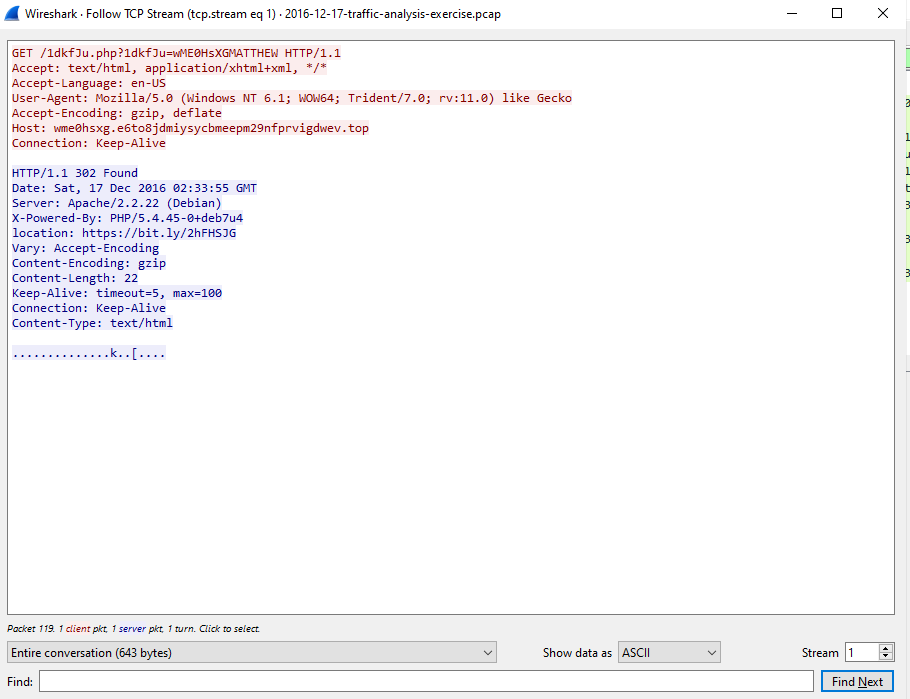 Wireshark · Follow TCP Stream (tcp.stream eq 1) · 2016-12-17-traffic-analysis-exercise.pcap
GET /1dkfJu.php?1dkfJu=wME0HsXGMATTHEW HTTP/1.1
Accept: text/html, application/xhtml+xml, */*
Accept-Language: en-US
User-Agent: Mozilla/5.0 (Windows NT 6.1; WOW64; Trident/7.0; rv:11.0) like Gecko
Accept-Encoding: gzip, deflate
Host: wme0hsxg.e6to8jdmiysycbmeepm29nfprvigdwev.top
Connection: Keep-Alive
HTTP/1.1 302 Found
Date: Sat, 17 Dec 2016 02:33:55 GMT
Server: Apache/2.2.22 (Debian)
X-Powered-By: PHP/5.4.45-0+deb7u4
location: https://bit.ly/2hFHSJG
Vary: Accept-Encoding
Content-Encoding: gzip
Content-Length: 22
Keep-Alive: timeout=5, max=100
Connection: Keep-Alive
Content-Type: text/html
..............k..[....
Packet 119. 1 client pkt, 1 server pkt, 1 turn. Click to select.
Entire conversation (643 bytes) Show data as ASCII Stream 1
Find: Find Next